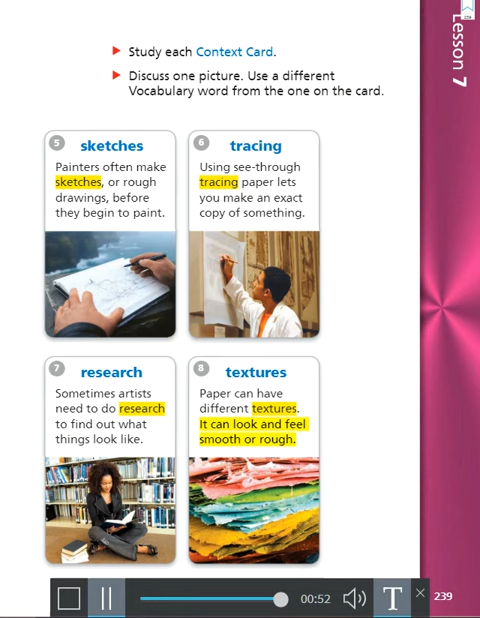 259
Lesson 7
▶ Study each Context Card.
▶ Discuss one picture. Use a different
Vocabulary word from the one on the card.
5 sketches
Painters often make
sketches, or rough
drawings, before
they begin to paint.
6 tracing
Using see-through
tracing paper lets
you make an exact
copy of something.
7 research
Sometimes artists
need to do research
to find out what
things look like.
8 textures
Paper can have
different textures.
It can look and feel
smooth or rough.
00:52
T
239